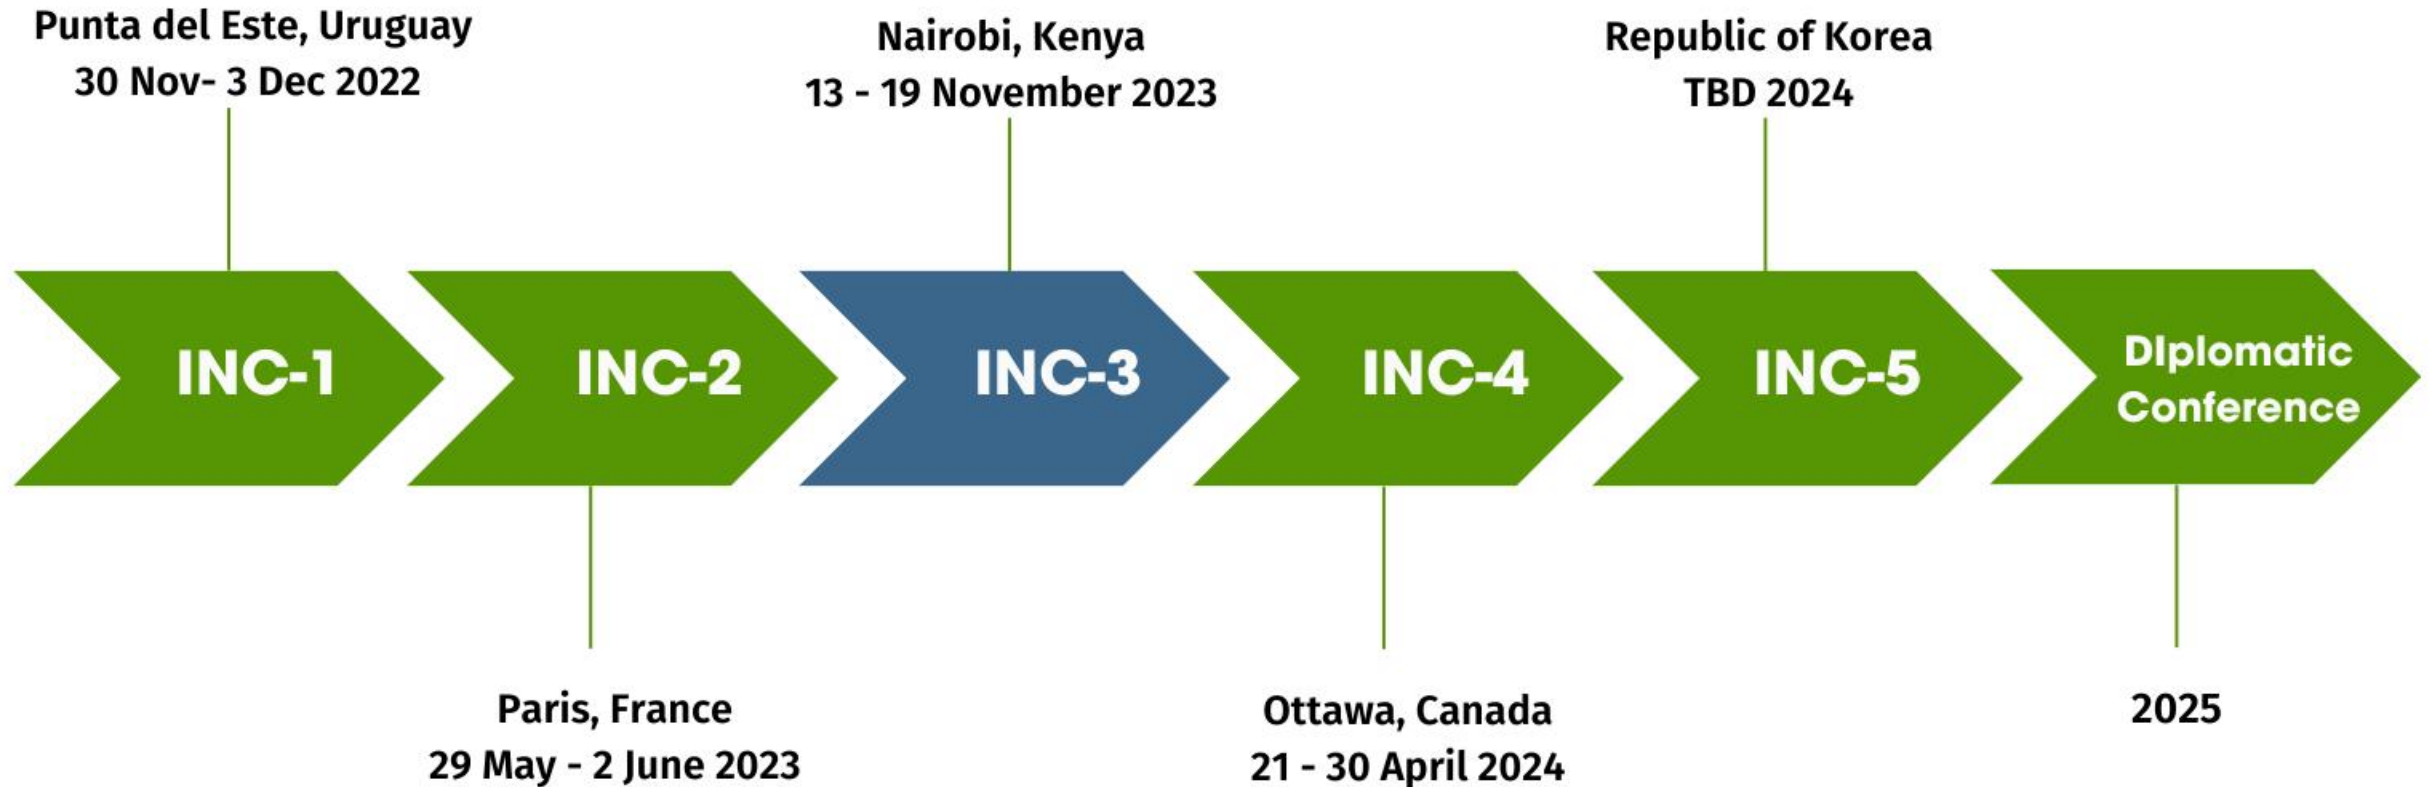 Punta del Este, Uruguay
30 Nov- 3 Dec 2022
Nairobi, Kenya
13 - 19 November 2023
Republic of Korea
TBD 2024
INC-1
INC-2
INC-3
INC-4
INC-5
DIplomatic
Conference
Paris, France
29 May - 2 June 2023
Ottawa, Canada
21 - 30 April 2024
2025